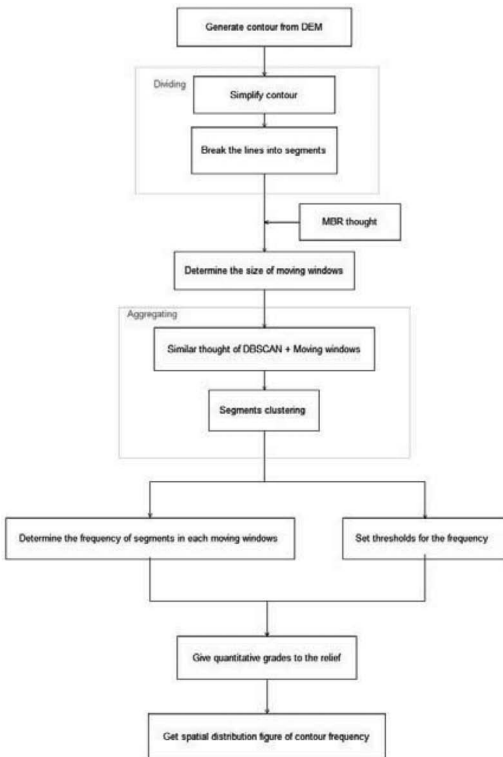 Generate contour from DEM
Dividing
Simplify contour
Break the lines into segments
MBR thought
Determine the size of moving windows
Aggregating
Similar thought of DBSCAN + Moving windows
Segments clustering
Determine the frequency of segments in each moving windows
Set thresholds for the frequency
Give quantitative grades to the relief
Get spatial distribution figure of contour frequency